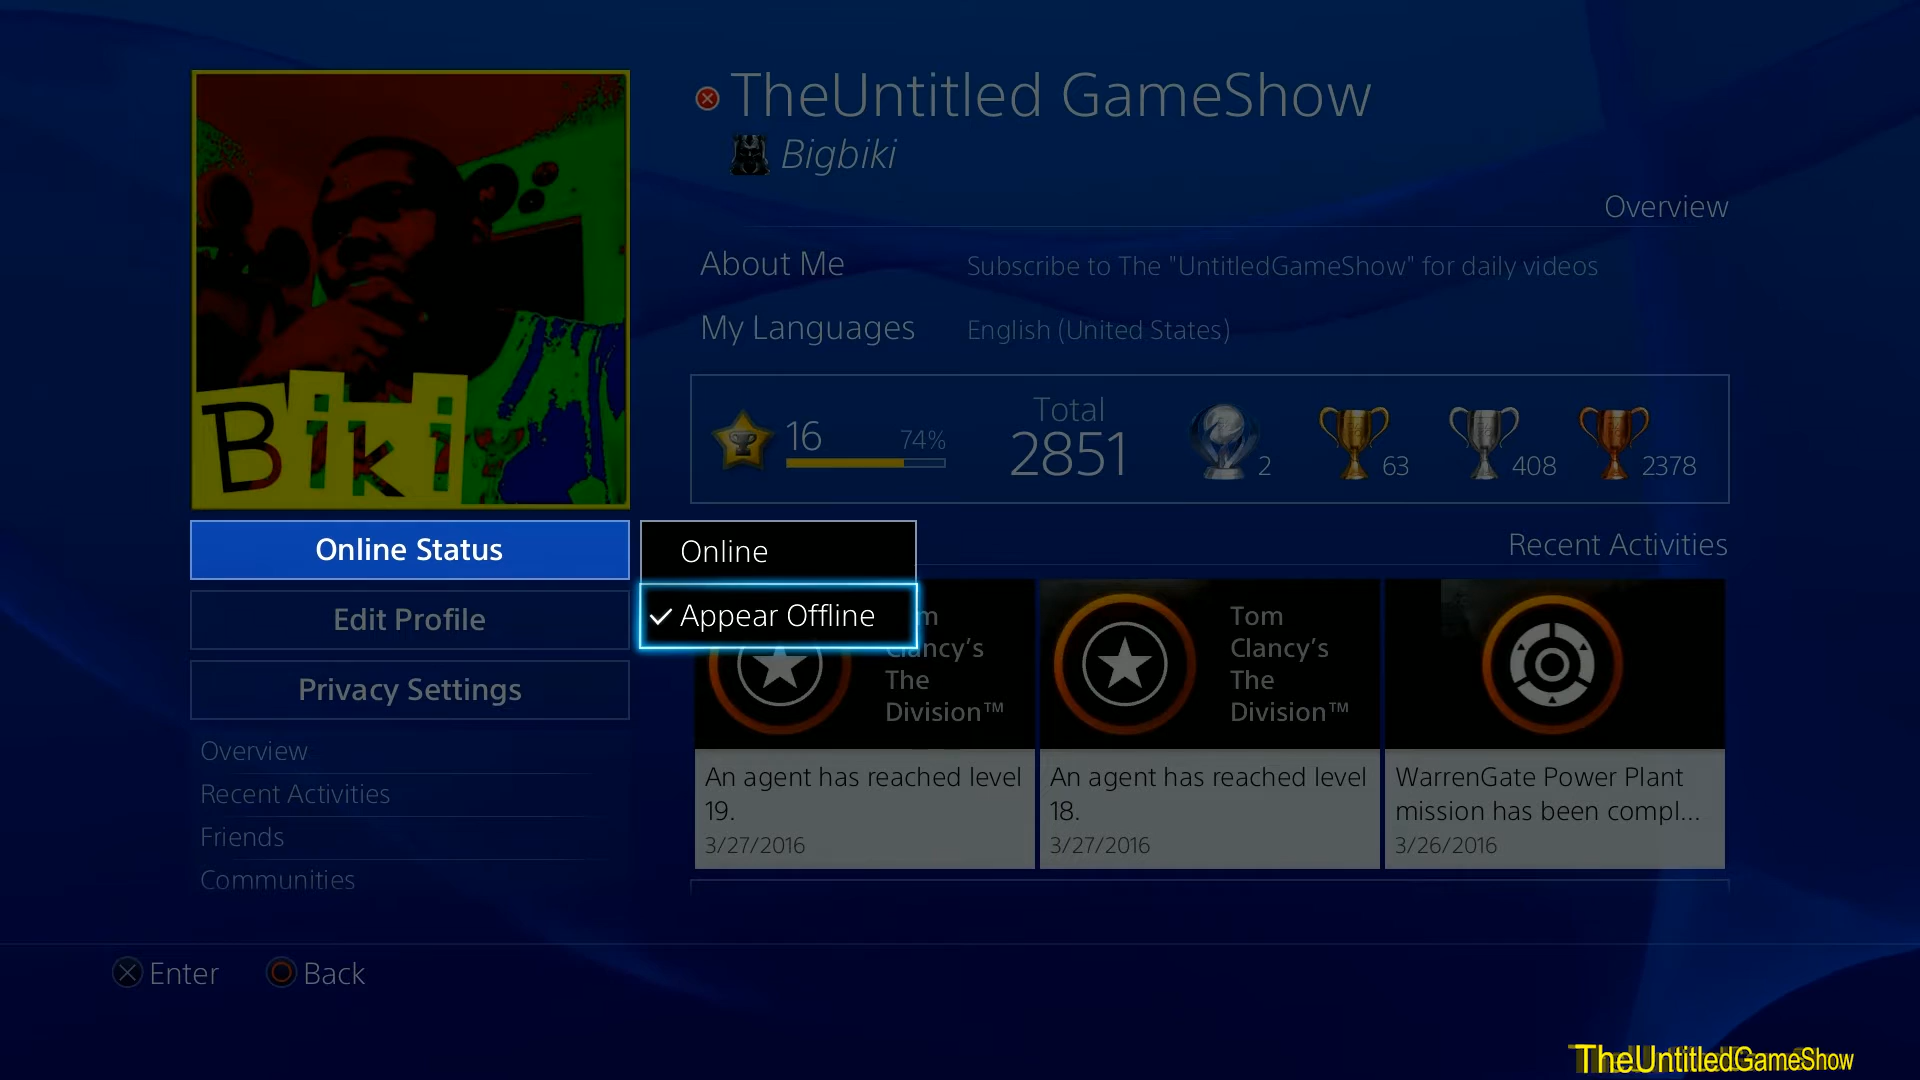 TheUntitled GameShow
Bigbiki
Overview
About Me Subscribe to The "UntitledGameShow" for daily videos
My Languages English (United States)
Biki
16 74%
Total
2851
2 63 408 2378
Online Status
Edit Profile
Privacy Settings
Overview
Recent Activities
Friends
Communities
Online
Appear Offline
Recent Activities
Clancy’s
The
Division™
An agent has reached level
19.
3/27/2016
Tom
Clancy’s
The
Division™
An agent has reached level
18.
3/27/2016
WarrenGate Power Plant
mission has been compl...
3/26/2016
Enter Back
TheUntitledGameShow